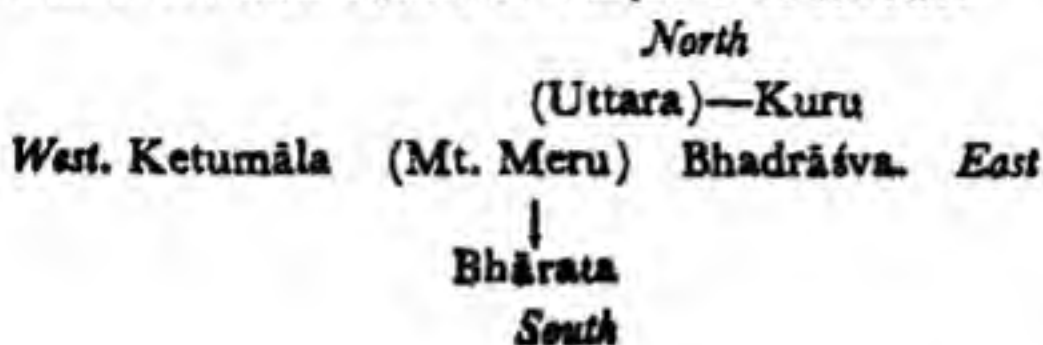 North
(Uttara)—Kuru
West. Ketumāla (Mt. Meru) Bhadrāśva. East
↓
Bhārata
South